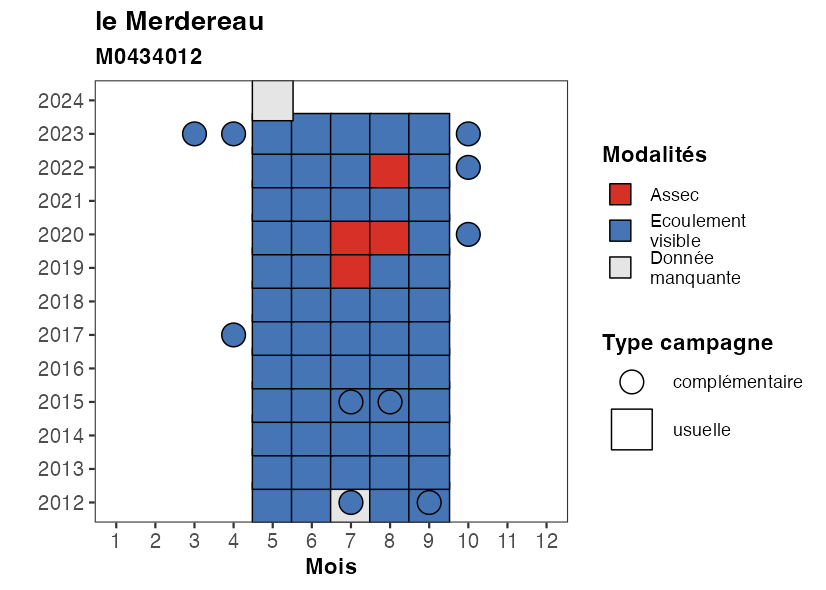 le Merdereau
M0434012
2024
2023
2022
2021
2020
2019
2018
2017
2016
2015
2014
2013
2012
1 2 3 4 5 6 7 8 9 10 11 12
Mois
Modalités
Assec
Ecoulement
visible
Donnée
manquante
Type campagne
complémentaire
usuelle